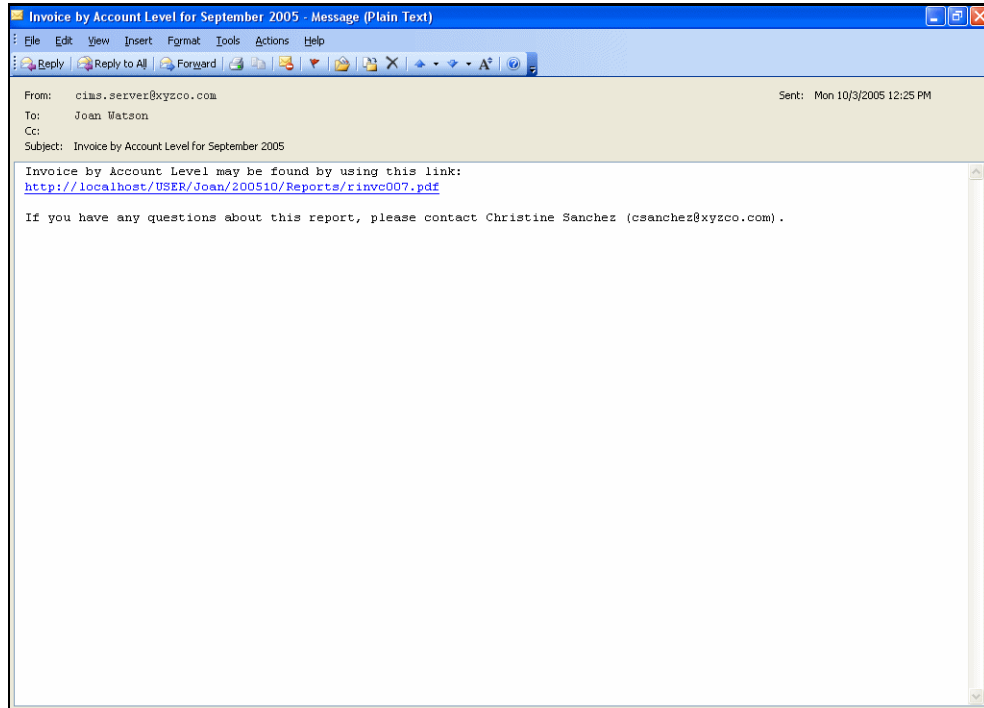 Invoice by Account Level for September 2005 - Message (Plain Text)
File Edit View Insert Format Tools Actions Help
Reply Reply to All Forward
From: cims.server@xyzco.com Sent: Mon 10/3/2005 12:25 PM
To: Joan Watson
Cc:
Subject: Invoice by Account Level for September 2005
Invoice by Account Level may be found by using this link:
http://localhost/USER/Joan/200510/Reports/rinvc007.pdf
If you have any questions about this report, please contact Christine Sanchez (csanchez@xyzco.com).